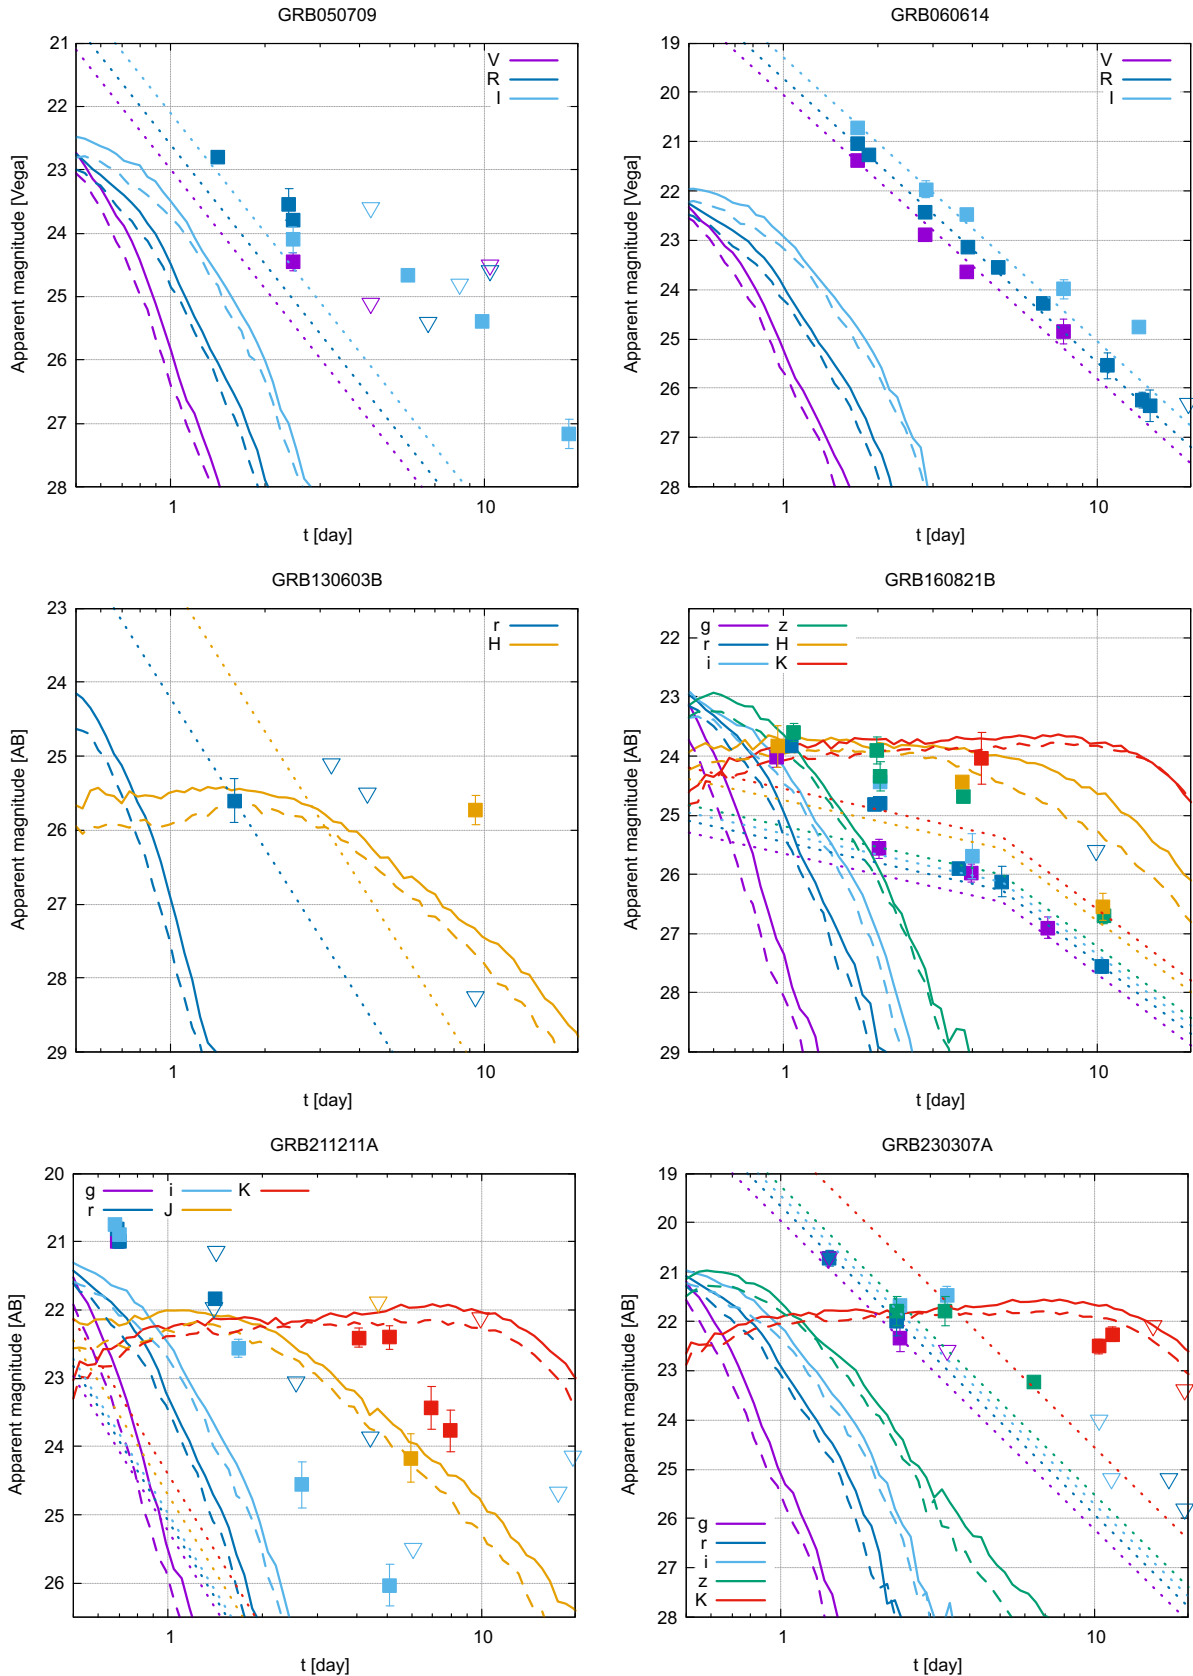 GRB050709
Apparent magnitude [Vega]
21
22
23
24
25
26
27
28
V
R
I
1
10
t [day]
GRB060614
Apparent magnitude [Vega]
19
20
21
22
23
24
25
26
27
28
V
R
I
1
10
t [day]
GRB130603B
Apparent magnitude [AB]
23
24
25
26
27
28
29
r
H
1
10
t [day]
GRB160821B
Apparent magnitude [AB]
22
23
24
25
26
27
28
29
g z
r H
i K
1
10
t [day]
GRB211211A
Apparent magnitude [AB]
20
21
22
23
24
25
26
g i K
r J
1
10
t [day]
GRB230307A
Apparent magnitude [AB]
19
20
21
22
23
24
25
26
27
28
g
r
i
z
K
1
10
t [day]